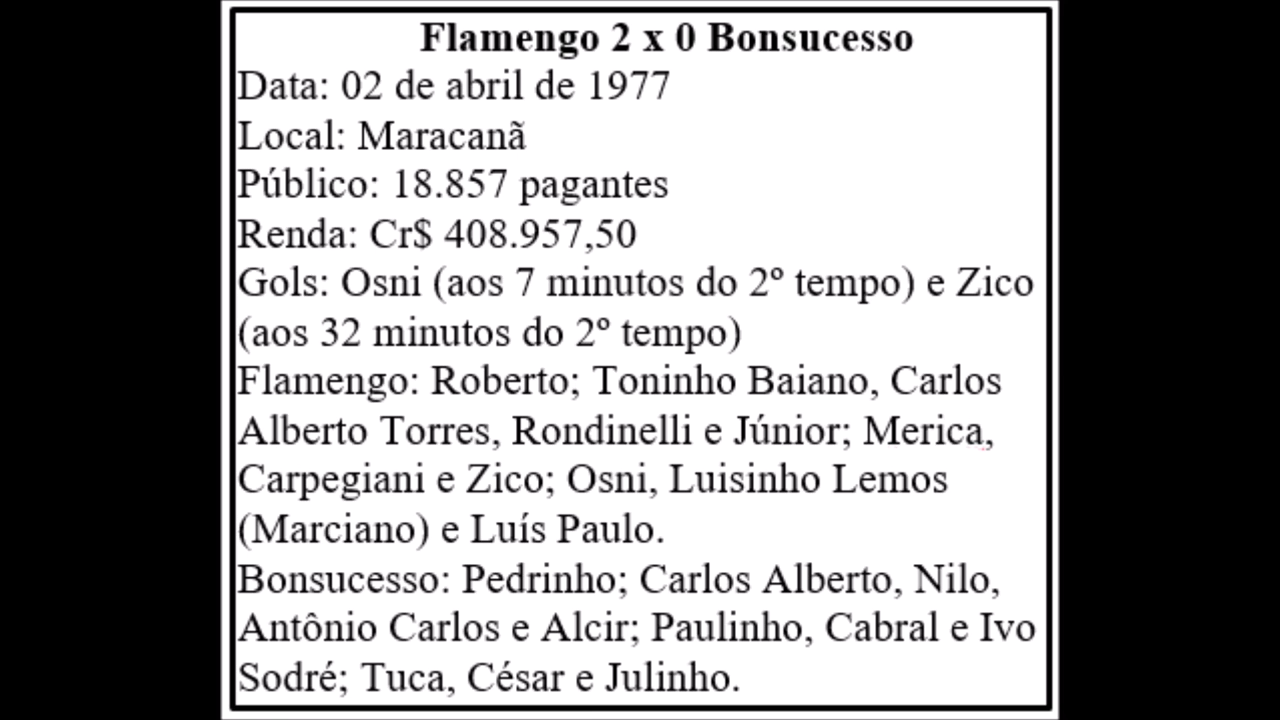 Flamengo 2 x 0 Bonsucesso
Data: 02 de abril de 1977
Local: Maracanã
Público: 18.857 pagantes
Renda: Cr$ 408.957,50
Gols: Osni (aos 7 minutos do 2º tempo) e Zico
(aos 32 minutos do 2º tempo)
Flamengo: Roberto; Toninho Baiano, Carlos
Alberto Torres, Rondinelli e Júnior; Merica,
Carpegiani e Zico; Osni, Luisinho Lemos
(Marciano) e Luís Paulo.
Bonsucesso: Pedrinho; Carlos Alberto, Nilo,
Antônio Carlos e Alcir; Paulinho, Cabral e Ivo
Sodré; Tuca, César e Julinho.